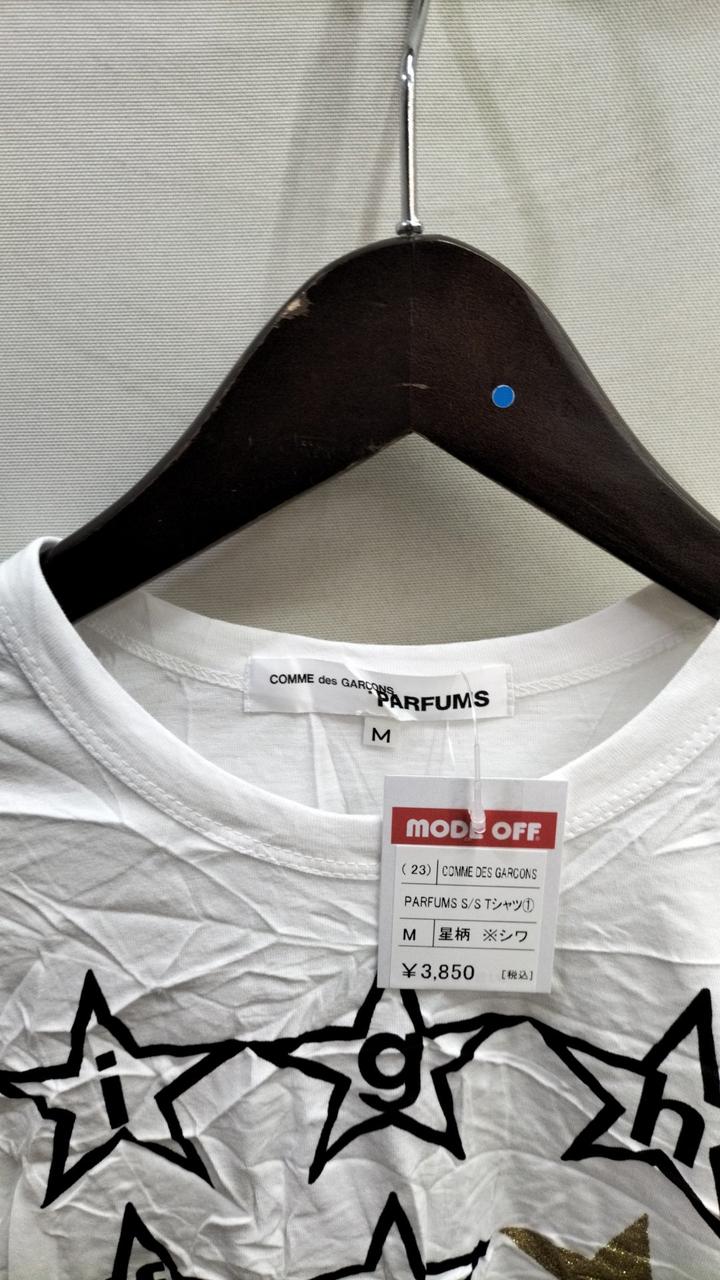 COMME des GARÇONS
PARFUMS
M
MODE OFF
(23) COMME DES GARCONS
PARFUMS S/S Tシャツ①
M 星柄 ※シワ
¥3,850 [税込]
i g h